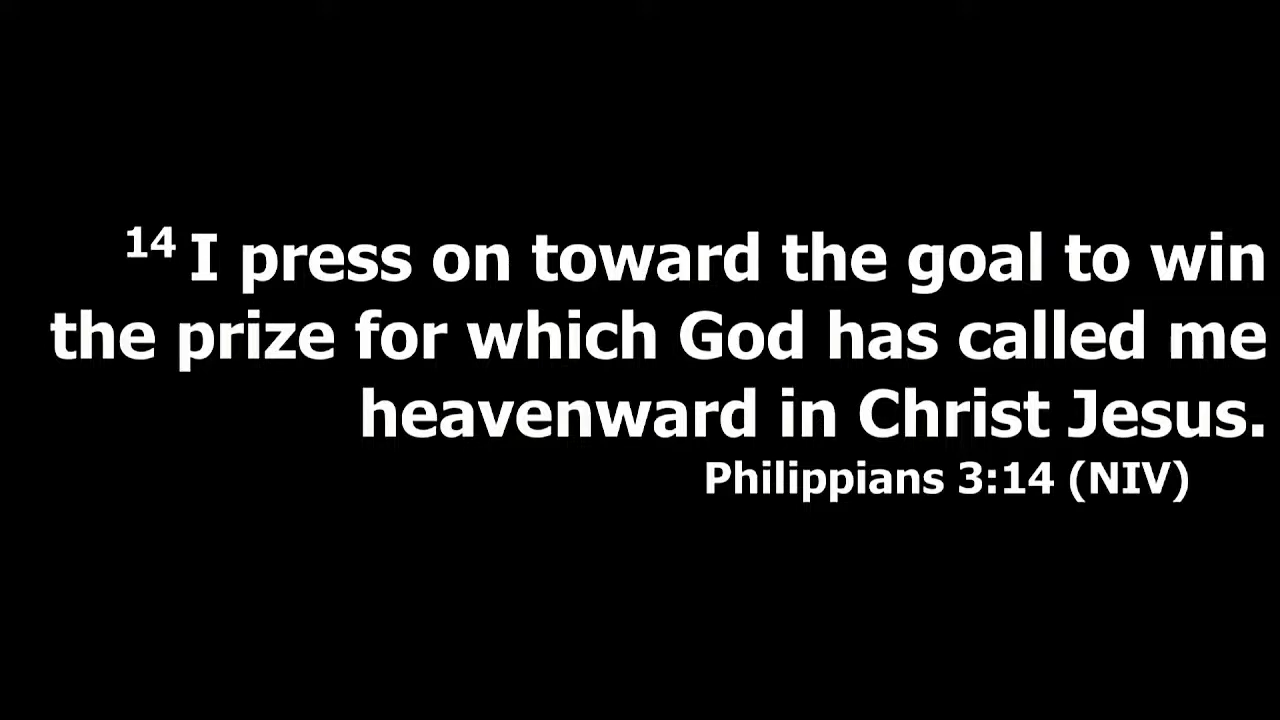 14 I press on toward the goal to win
the prize for which God has called me
heavenward in Christ Jesus.
Philippians 3:14 (NIV)